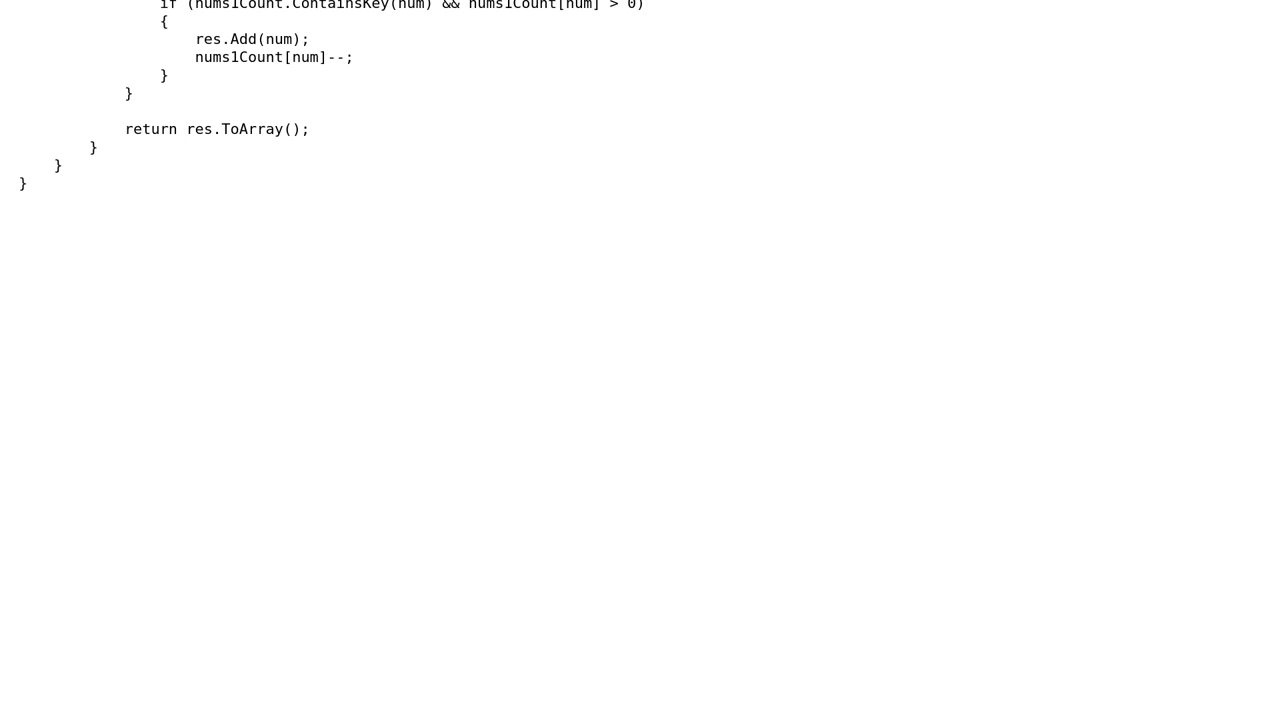 if (nums1Count.ContainsKey(num) && nums1Count[num] > 0)
{
res.Add(num);
nums1Count[num]--;
}
}
return res.ToArray();
}
}
}